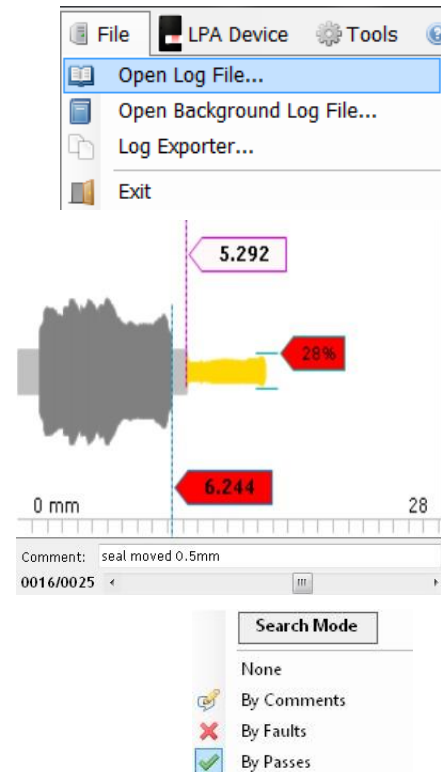 File LPA Device Tools
Open Log File...
Open Background Log File...
Log Exporter...
Exit
5.292
28%
6.244
0 mm 28
Comment: seal moved 0.5mm
0016/0025
Search Mode
None
By Comments
By Faults
By Passes